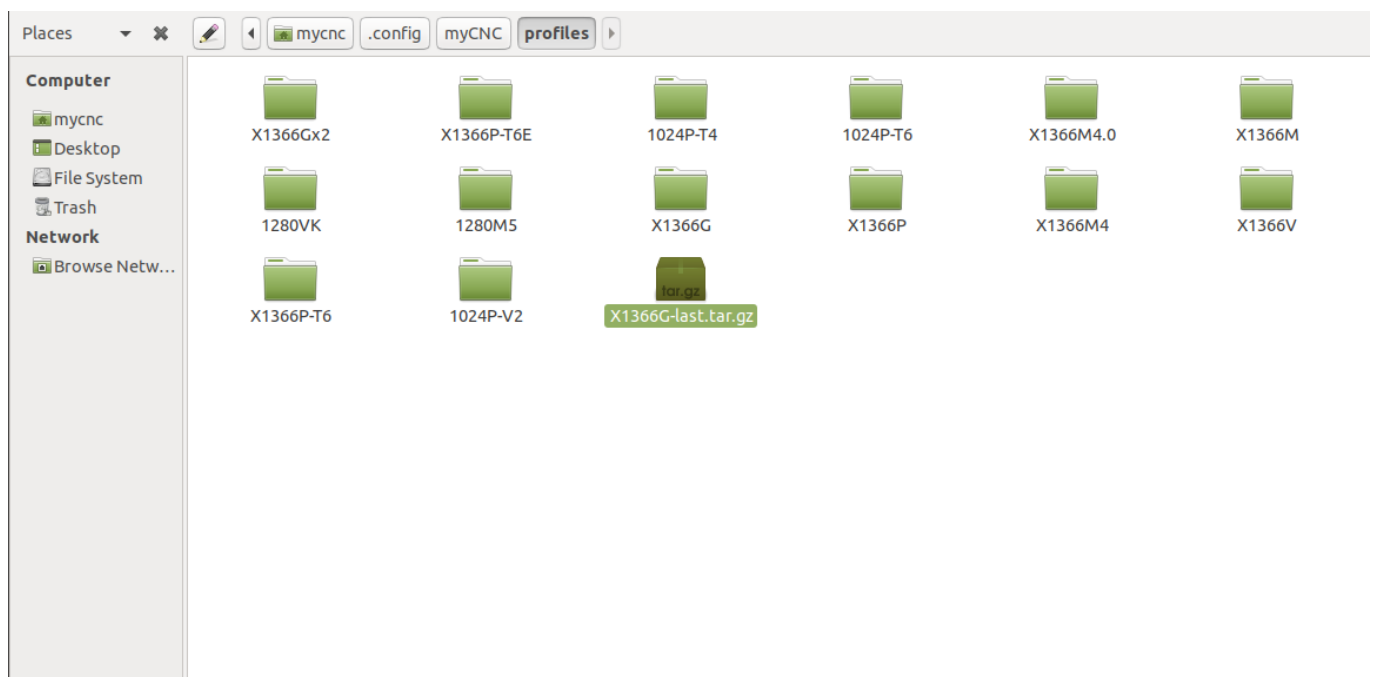 Places
mycnc .config myCNC profiles
Computer
mycnc
Desktop
File System
Trash
Network
Browse Netw...
X1366Gx2 X1366P-T6E 1024P-T4 1024P-T6 X1366M4.0 X1366M
1280VK 1280M5 X1366G X1366P X1366M4 X1366V
tar.gz
X1366P-T6 1024P-V2 X1366G-last.tar.gz